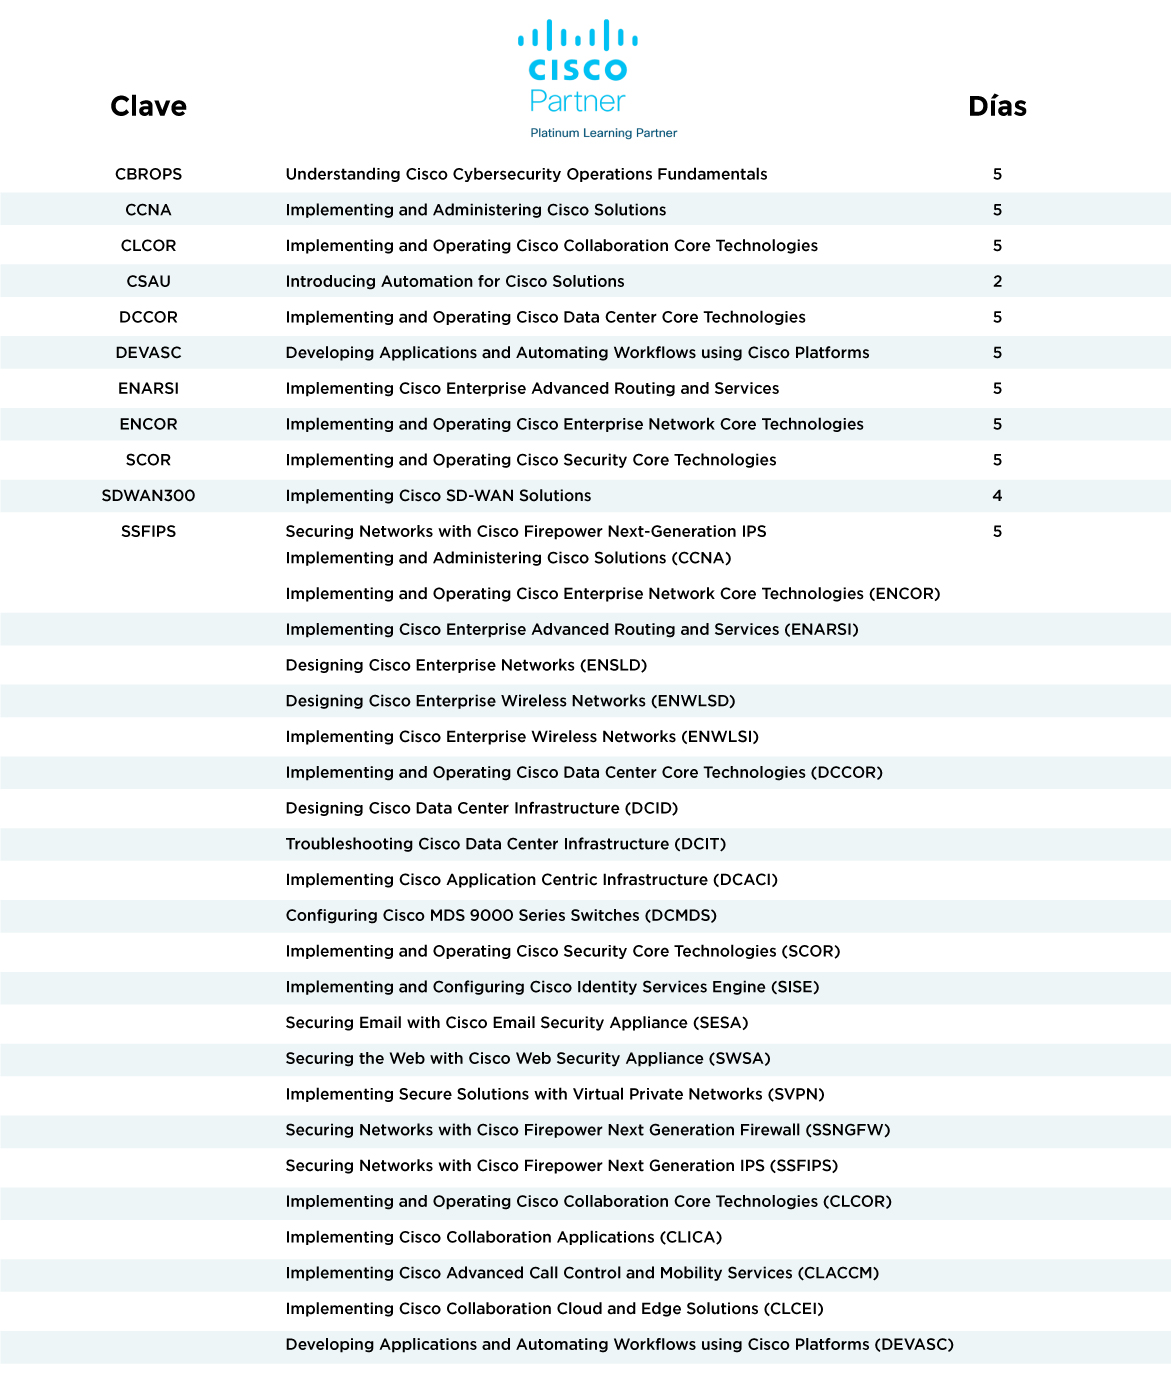 CISCO
Partner
Clave Días
Platinum Learning Partner
CBROPS Understanding Cisco Cybersecurity Operations Fundamentals 5
CCNA Implementing and Administering Cisco Solutions 5
CLCOR Implementing and Operating Cisco Collaboration Core Technologies 5
CSAU Introducing Automation for Cisco Solutions 2
DCCOR Implementing and Operating Cisco Data Center Core Technologies 5
DEVASC Developing Applications and Automating Workflows using Cisco Platforms 5
ENARSI Implementing Cisco Enterprise Advanced Routing and Services 5
ENCOR Implementing and Operating Cisco Enterprise Network Core Technologies 5
SCOR Implementing and Operating Cisco Security Core Technologies 5
SDWAN300 Implementing Cisco SD-WAN Solutions 4
SSFIPS Securing Networks with Cisco Firepower Next-Generation IPS 5
Implementing and Administering Cisco Solutions (CCNA)
Implementing and Operating Cisco Enterprise Network Core Technologies (ENCOR)
Implementing Cisco Enterprise Advanced Routing and Services (ENARSI)
Designing Cisco Enterprise Networks (ENSLD)
Designing Cisco Enterprise Wireless Networks (ENWLSD)
Implementing Cisco Enterprise Wireless Networks (ENWLSI)
Implementing and Operating Cisco Data Center Core Technologies (DCCOR)
Designing Cisco Data Center Infrastructure (DCID)
Troubleshooting Cisco Data Center Infrastructure (DCIT)
Implementing Cisco Application Centric Infrastructure (DCACI)
Configuring Cisco MDS 9000 Series Switches (DCMDS)
Implementing and Operating Cisco Security Core Technologies (SCOR)
Implementing and Configuring Cisco Identity Services Engine (SISE)
Securing Email with Cisco Email Security Appliance (SESA)
Securing the Web with Cisco Web Security Appliance (SWSA)
Implementing Secure Solutions with Virtual Private Networks (SVPN)
Securing Networks with Cisco Firepower Next Generation Firewall (SSNGFW)
Securing Networks with Cisco Firepower Next Generation IPS (SSFIPS)
Implementing and Operating Cisco Collaboration Core Technologies (CLCOR)
Implementing Cisco Collaboration Applications (CLICA)
Implementing Cisco Advanced Call Control and Mobility Services (CLACCM)
Implementing Cisco Collaboration Cloud and Edge Solutions (CLCEI)
Developing Applications and Automating Workflows using Cisco Platforms (DEVASC)